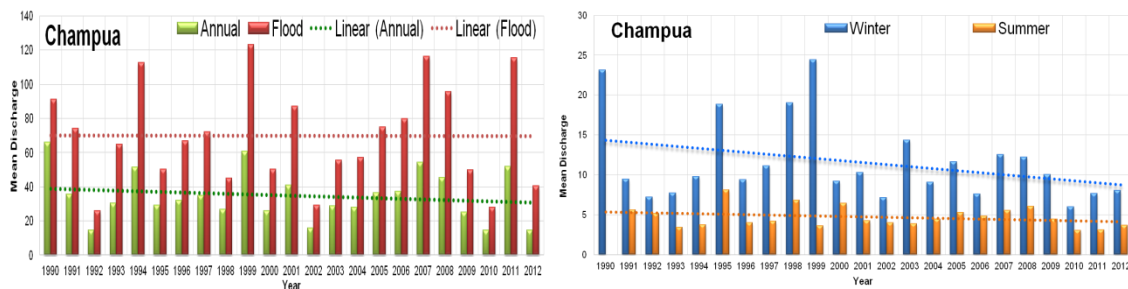 Champua
Annual Flood Linear (Annual) Linear (Flood)
Mean Discharge
140
120
100
80
60
40
20
0
1990 1991 1992 1993 1994 1995 1996 1997 1998 1999 2000 2001 2002 2003 2004 2005 2006 2007 2008 2009 2010 2011 2012
Year
Champua
Winter Summer
Mean Discharge
30
25
20
15
10
5
0
1990 1991 1992 1993 1994 1995 1996 1997 1998 1999 2000 2001 2002 2003 2004 2005 2006 2007 2008 2009 2010 2011 2012
Year